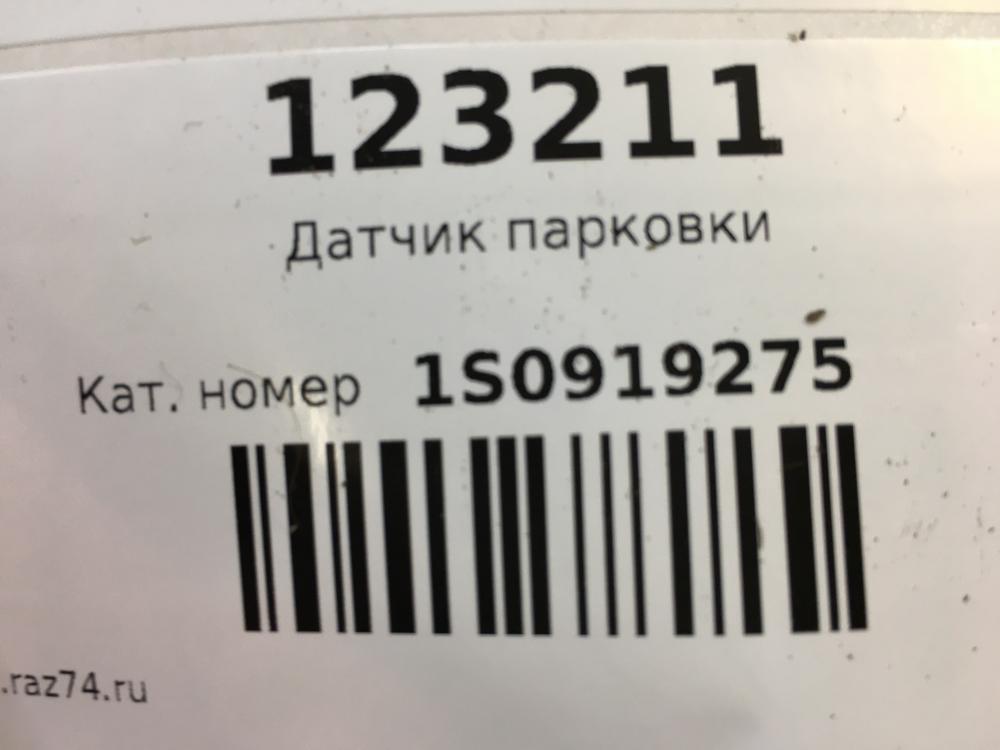 123211
Датчик парковки
Кат. номер 1S0919275
.raz74.ru